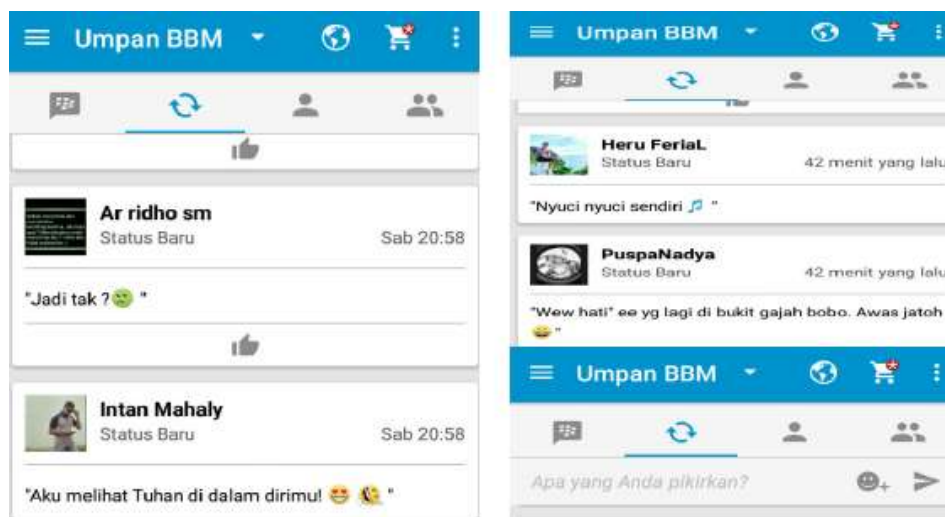 Umpan BBM
Ar ridho sm
Status Baru Sab 20:58
"Jadi tak ?🤢 "
Intan Mahaly
Status Baru Sab 20:58
"Aku melihat Tuhan di dalam dirimu! 😍 "
Umpan BBM
Heru FerlaL
Status Baru 42 menit yang lalu
"Nyuci nyuci sendiri 🎵 "
PuspaNadya
Status Baru 42 menit yang lalu
"Wew hati" ee yg lagi di bukit gajah bobo. Awas jatoh
😄 "
Umpan BBM
Apa yang Anda pikirkan?